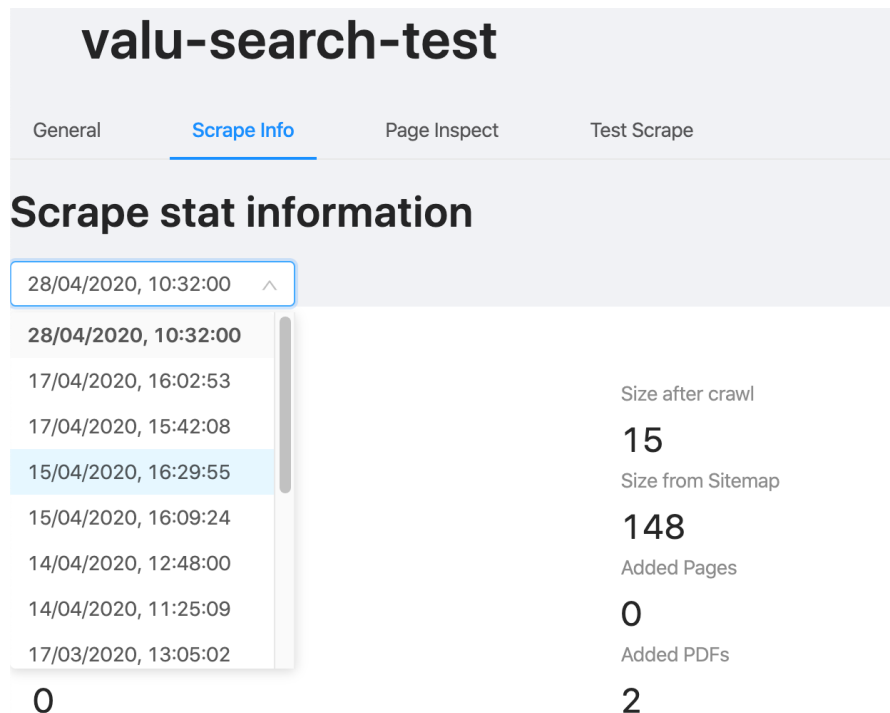 valu-search-test
General Scrape Info Page Inspect Test Scrape
Scrape stat information
28/04/2020, 10:32:00
28/04/2020, 10:32:00
17/04/2020, 16:02:53
17/04/2020, 15:42:08
15/04/2020, 16:29:55
15/04/2020, 16:09:24
14/04/2020, 12:48:00
14/04/2020, 11:25:09
17/03/2020, 13:05:02
0
Size after crawl
15
Size from Sitemap
148
Added Pages
0
Added PDFs
2